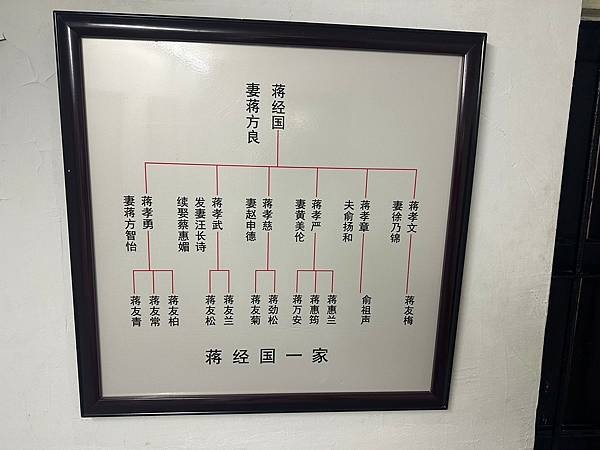 蒋经国
妻蒋方良
蒋孝文
妻徐乃锦
蒋孝章
夫俞扬和
蒋孝严
妻黄美伦
蒋孝慈
妻赵申德
蒋孝武
发妻汪长诗
续娶蔡惠媚
蒋孝勇
妻蒋方智怡
蒋友梅
俞祖声
蒋惠兰
蒋惠筠
蒋万安
蒋劲松
蒋友菊
蒋友兰
蒋友松
蒋友柏
蒋友常
蒋友青
蒋经国一家